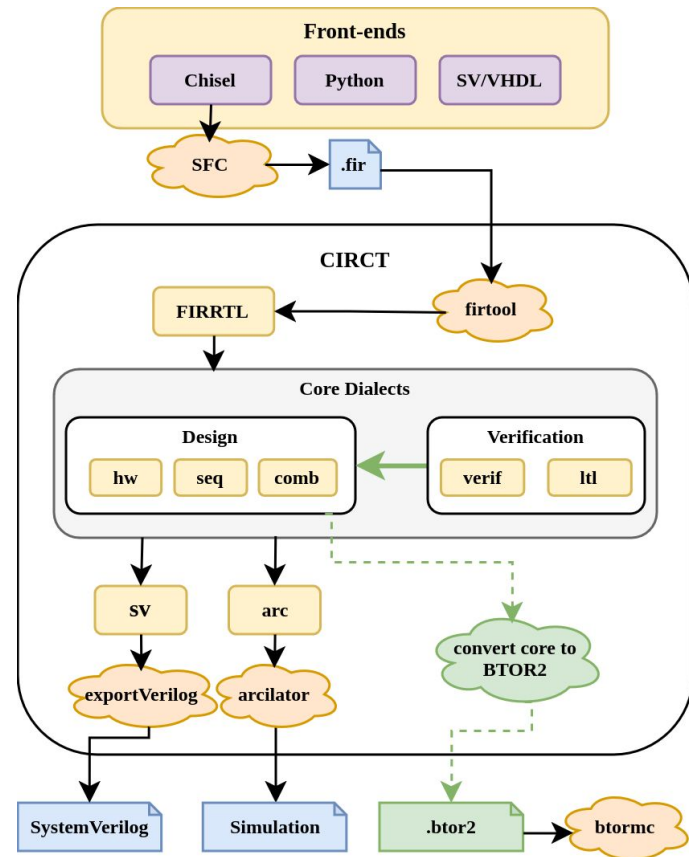 Front-ends
Chisel
Python
SV/VHDL
SFC
.fir
CIRCT
FIRRTL
firtool
Core Dialects
Design
Verification
hw
seq
comb
verif
ltl
sv
arc
convert core to
BTOR2
exportVerilog
arcilator
SystemVerilog
Simulation
.btor2
btormc